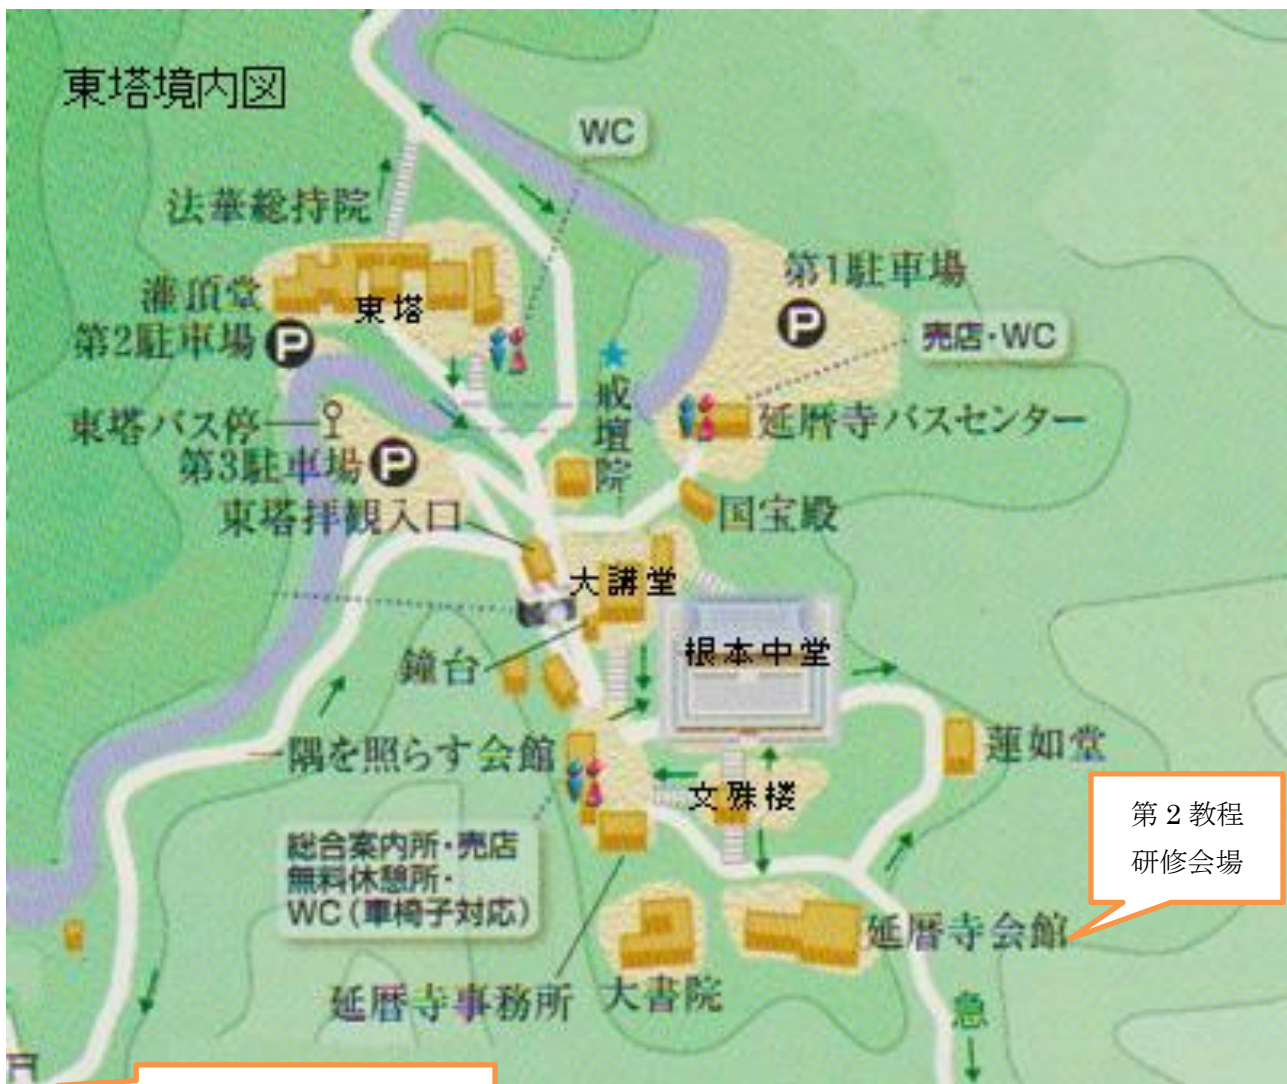 東塔境内図
WC
法華総持院
第1駐車場
灌頂堂
東塔
第2駐車場
売店・WC
戒壇院
東塔バス停
延暦寺バスセンター
第3駐車場
東塔拝観入口
国宝殿
大講堂
根本中堂
鐘台
一隅を照らす会館
蓮如堂
文殊楼
第2教程
研修会場
総合案内所・売店
無料休憩所・
WC(車椅子対応)
延暦寺会館
延暦寺事務所
大書院
急